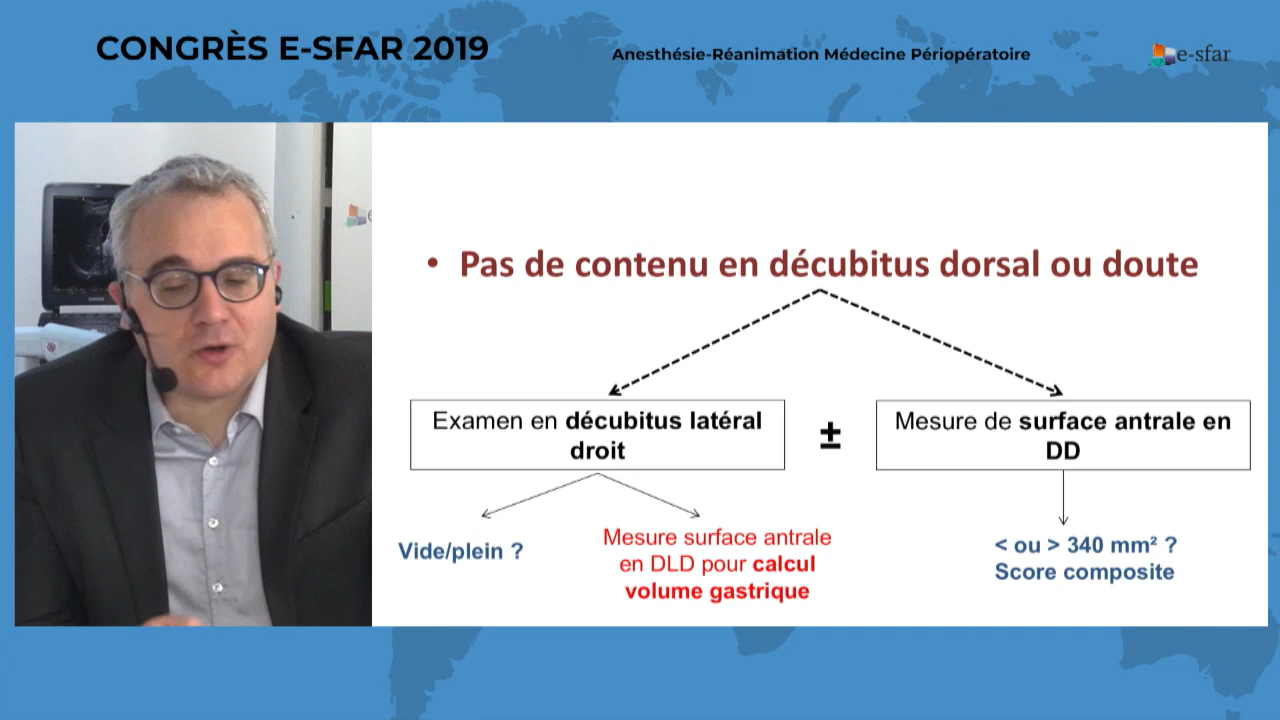 CONGRÈS E-SFAR 2019
Anesthésie-Réanimation Médecine Périopératoire
e-sfar
• Pas de contenu en décubitus dorsal ou doute
Examen en décubitus latéral
droit
±
Mesure de surface antrale en
DD
Vide/plein ?
Mesure surface antrale
en DLD pour calcul
volume gastrique
< ou > 340 mm² ?
Score composite